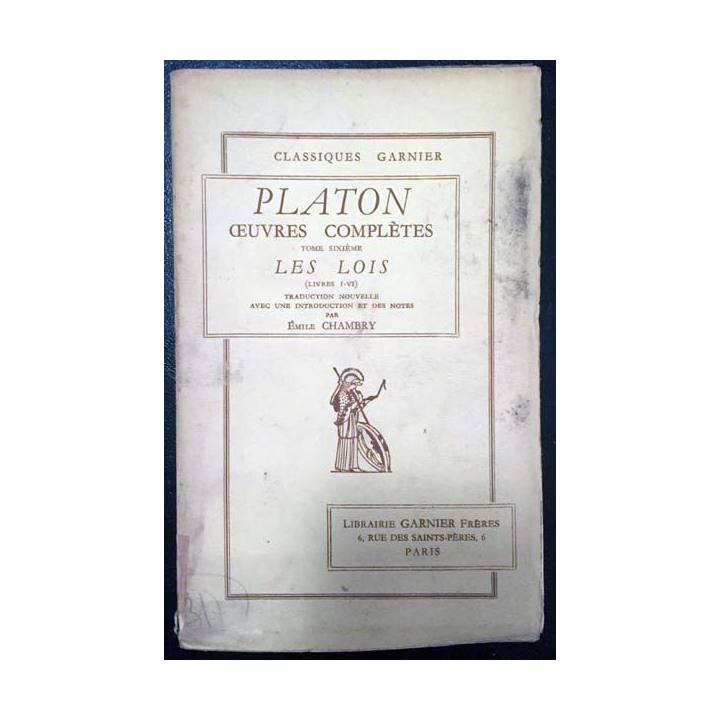 CLASSIQUES GARNIER
PLATON
ŒUVRES COMPLÈTES
TOME SIXIÈME
LES LOIS
(LIVRES I-VI)
TRADUCTION NOUVELLE
AVEC UNE INTRODUCTION ET DES NOTES
PAR
ÉMILE CHAMBRY
LIBRAIRIE GARNIER FRÈRES
6, RUE DES SAINTS-PÈRES, 6
PARIS